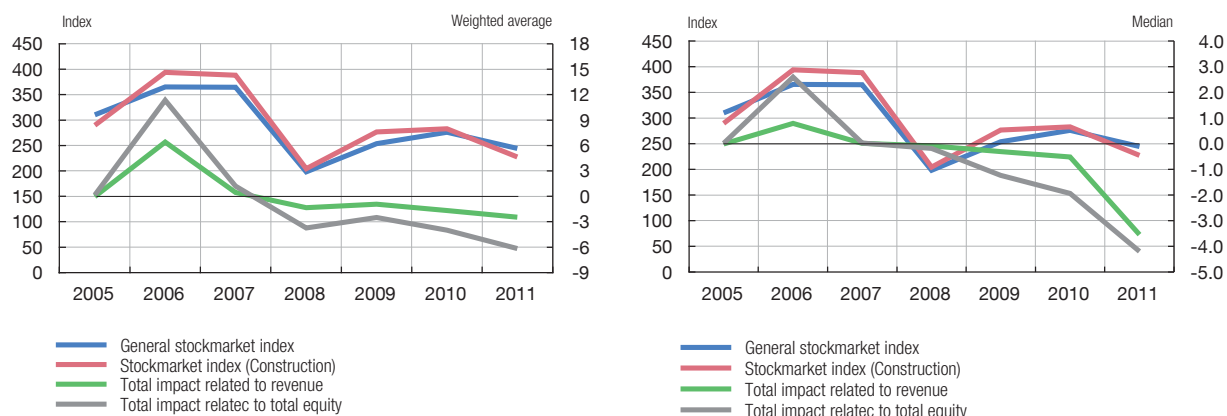 Index Weighted average
450 18
400 15
350 12
300 9
250 6
200 3
150 0
100 -3
50 -6
0 -9
2005 2006 2007 2008 2009 2010 2011
General stockmarket index
Stockmarket index (Construction)
Total impact related to revenue
Total impact relatec to total equity
Index Median
450 4.0
400 3.0
350 2.0
300 1.0
250 0.0
200 -1.0
150 -2.0
100 -3.0
50 -4.0
0 -5.0
2005 2006 2007 2008 2009 2010 2011
General stockmarket index
Stockmarket index (Construction)
Total impact related to revenue
Total impact relatec to total equity